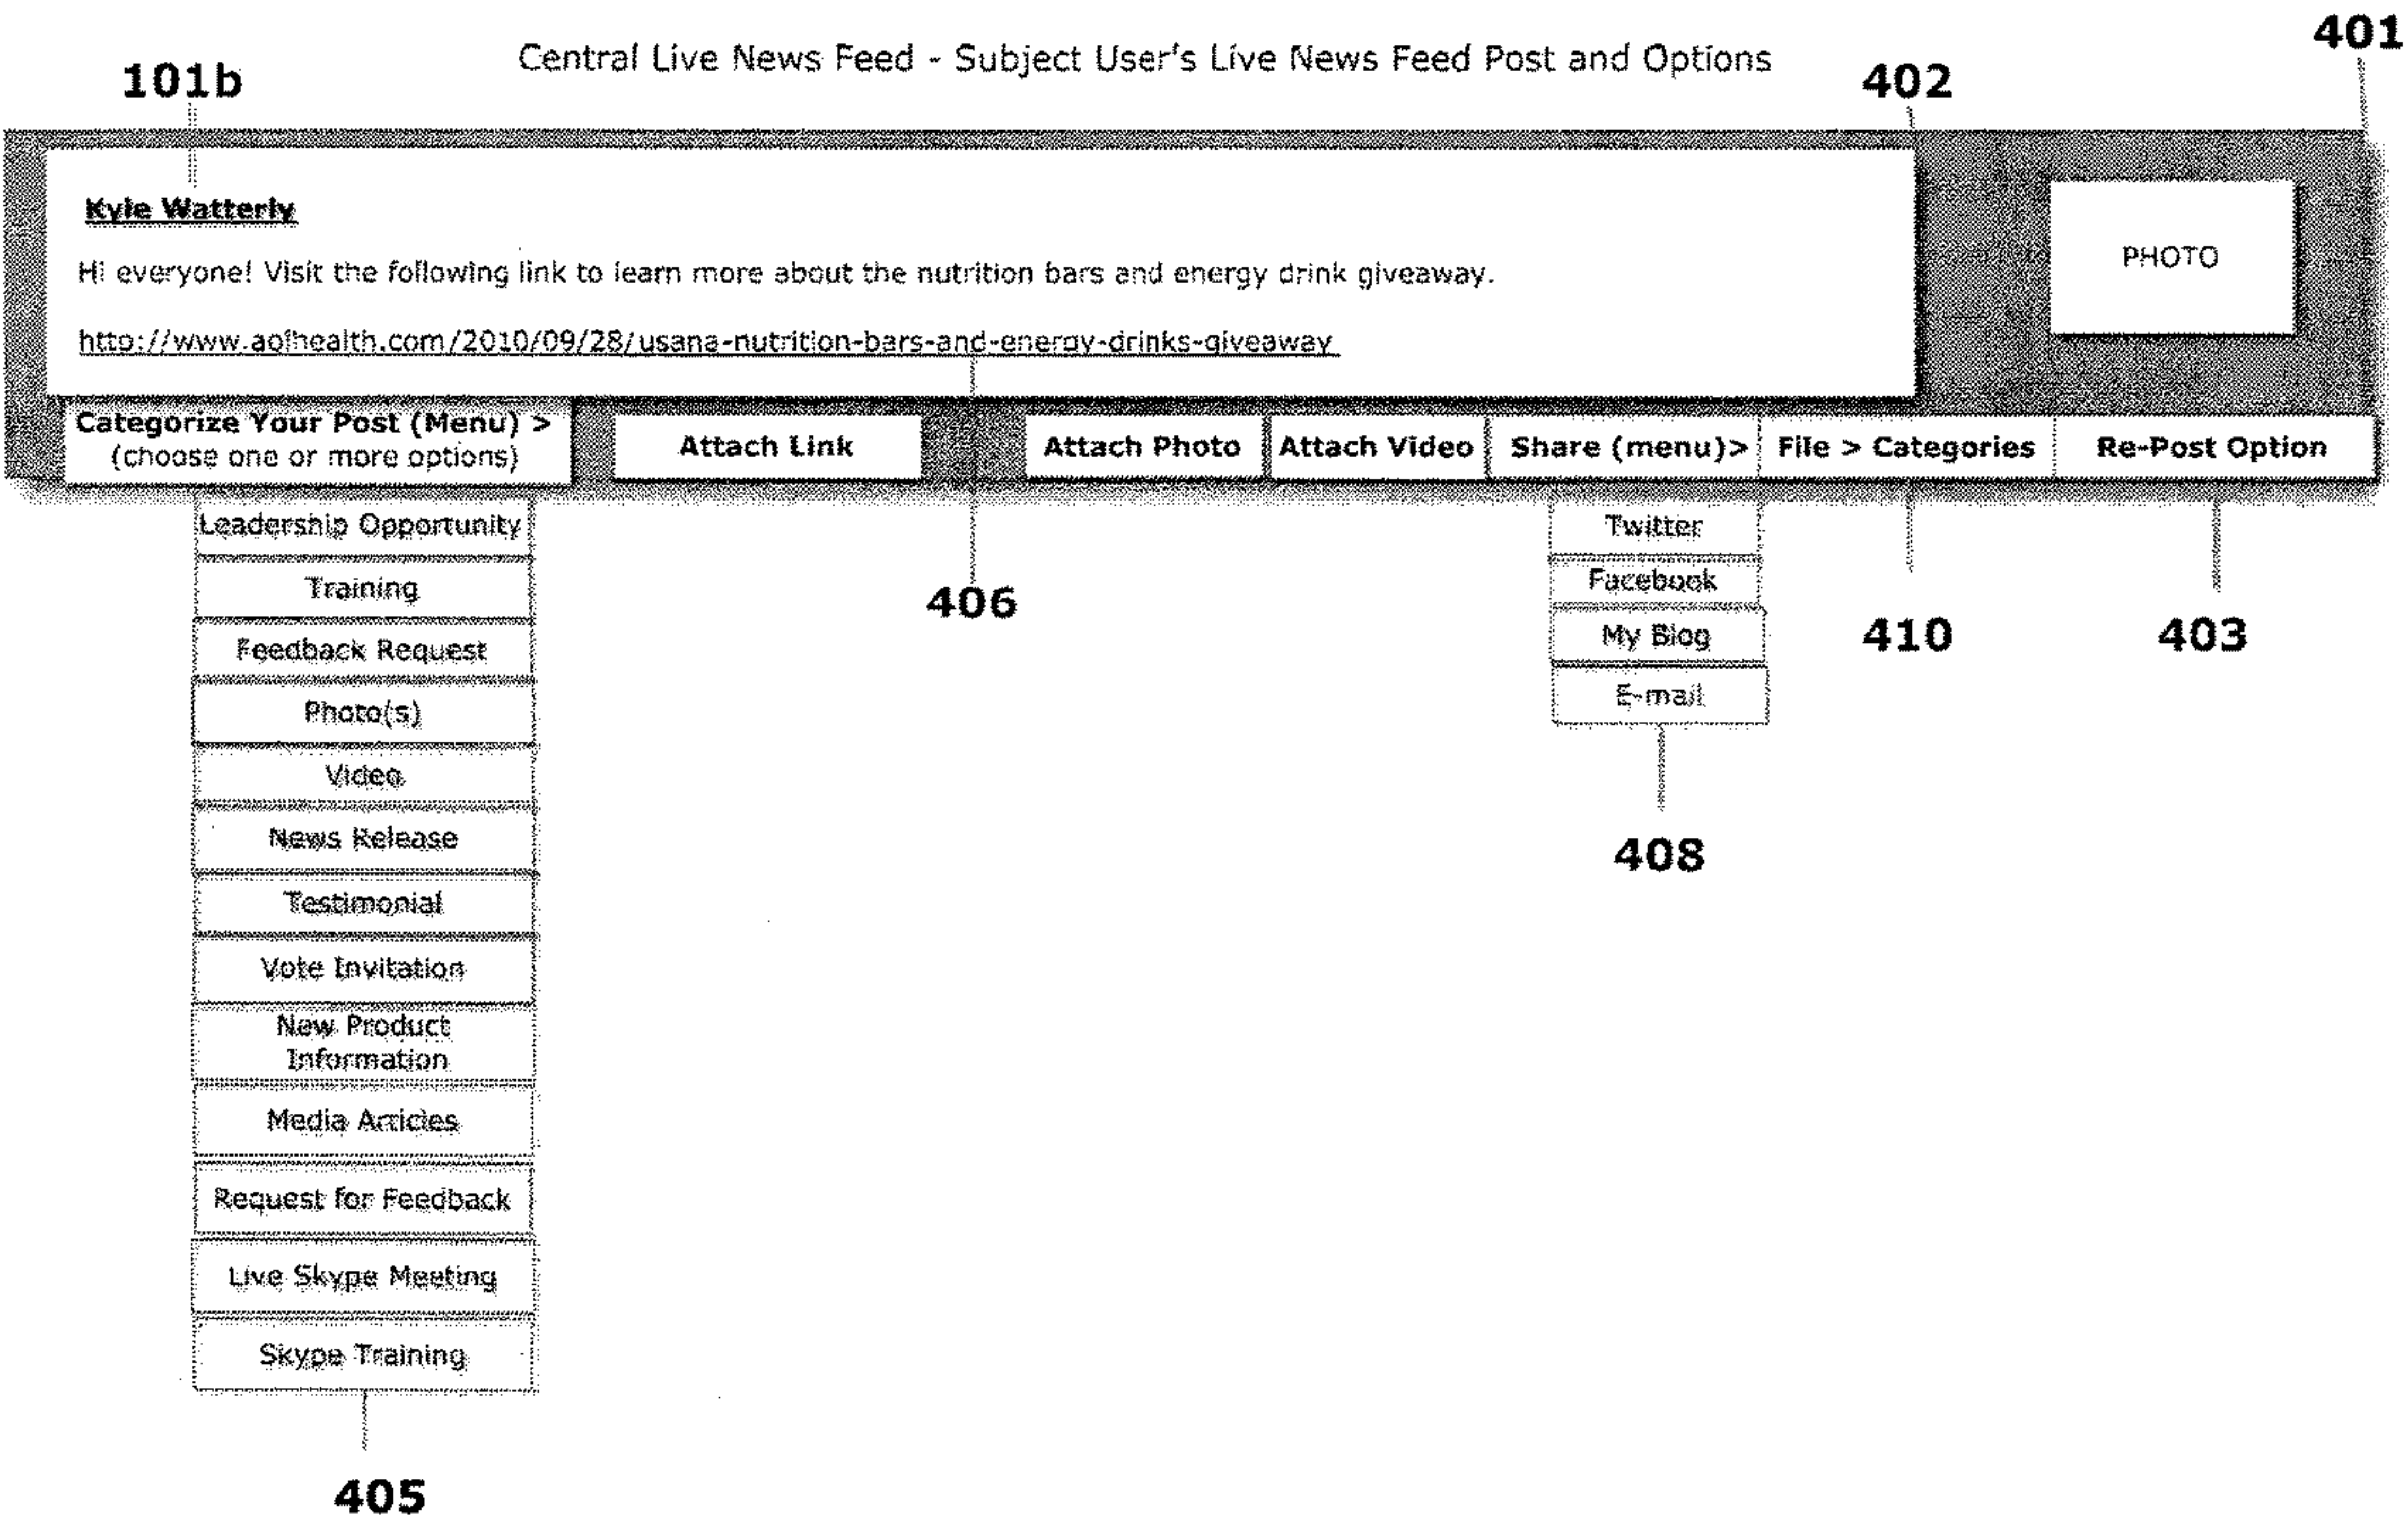 Central Live News Feed - Subject User's Live News Feed Post and Options
401
101b
402
Kyle Watterly
Hi everyone! Visit the following link to learn more about the nutrition bars and energy drink giveaway.
http://www.aolhealth.com/2010/09/28/usana-nutrition-bars-and-energy-drinks-giveaway
PHOTO
Categorize Your Post (Menu) >
(choose one or more options)
Attach Link
Attach Photo
Attach Video
Share (menu)>
File > Categories
Re-Post Option
Leadership Opportunity
Training
Feedback Request
Photo(s)
Video
News Release
Testimonial
Vote Invitation
New Product
Information
Media Articles
Request for Feedback
Live Skype Meeting
Skype Training
405
406
Twitter
Facebook
My Blog
E-mail
408
410
403